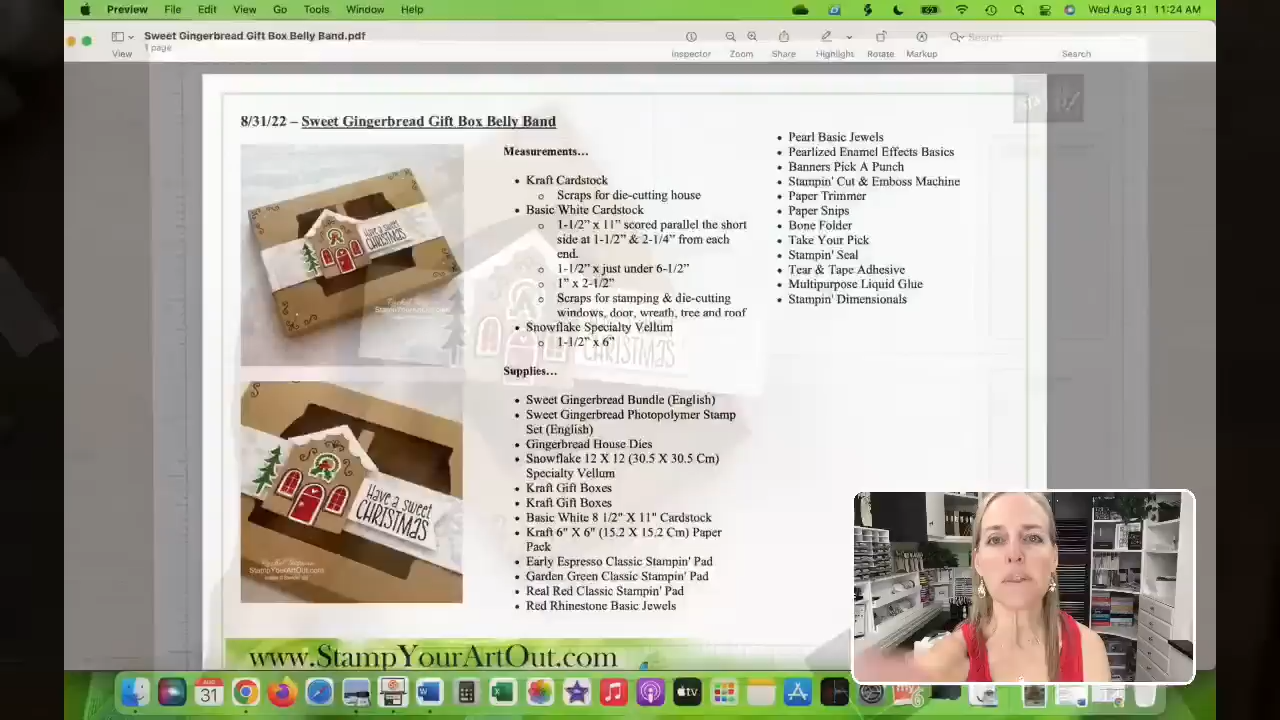 Preview File Edit View Go Tools Window Help
Wed Aug 31 11:24 AM
Sweet Gingerbread Gift Box Belly Band.pdf
1 page
View
Inspector Zoom Share Highlight Rotate Markup Search
Search
8/31/22 – Sweet Gingerbread Gift Box Belly Band
Measurements…
• Kraft Cardstock
o Scraps for die-cutting house
• Basic White Cardstock
o 1-1/2” x 11” scored parallel the short
side at 1-1/2” & 2-1/4” from each
end.
o 1-1/2” x just under 6-1/2”
o 1” x 2-1/2”
o Scraps for stamping & die-cutting
windows, door, wreath, tree and roof
• Snowflake Specialty Vellum
o 1-1/2” x 6”
Supplies…
• Sweet Gingerbread Bundle (English)
• Sweet Gingerbread Photopolymer Stamp
Set (English)
• Gingerbread House Dies
• Snowflake 12 X 12 (30.5 X 30.5 Cm)
Specialty Vellum
• Kraft Gift Boxes
• Kraft Gift Boxes
• Basic White 8 1/2" X 11" Cardstock
• Kraft 6" X 6" (15.2 X 15.2 Cm) Paper
Pack
• Early Espresso Classic Stampin' Pad
• Garden Green Classic Stampin' Pad
• Real Red Classic Stampin' Pad
• Red Rhinestone Basic Jewels
• Pearl Basic Jewels
• Pearlized Enamel Effects Basics
• Banners Pick A Punch
• Stampin' Cut & Emboss Machine
• Paper Trimmer
• Paper Snips
• Bone Folder
• Take Your Pick
• Stampin' Seal
• Tear & Tape Adhesive
• Multipurpose Liquid Glue
• Stampin' Dimensionals
Have a sweet
CHRISTMAS
StampYourArtOut.com
Have a sweet
CHRISTMAS
StampYourArtOut.com
CHRISTMAS
www.StampYourArtOut.com
AUG
31
tv